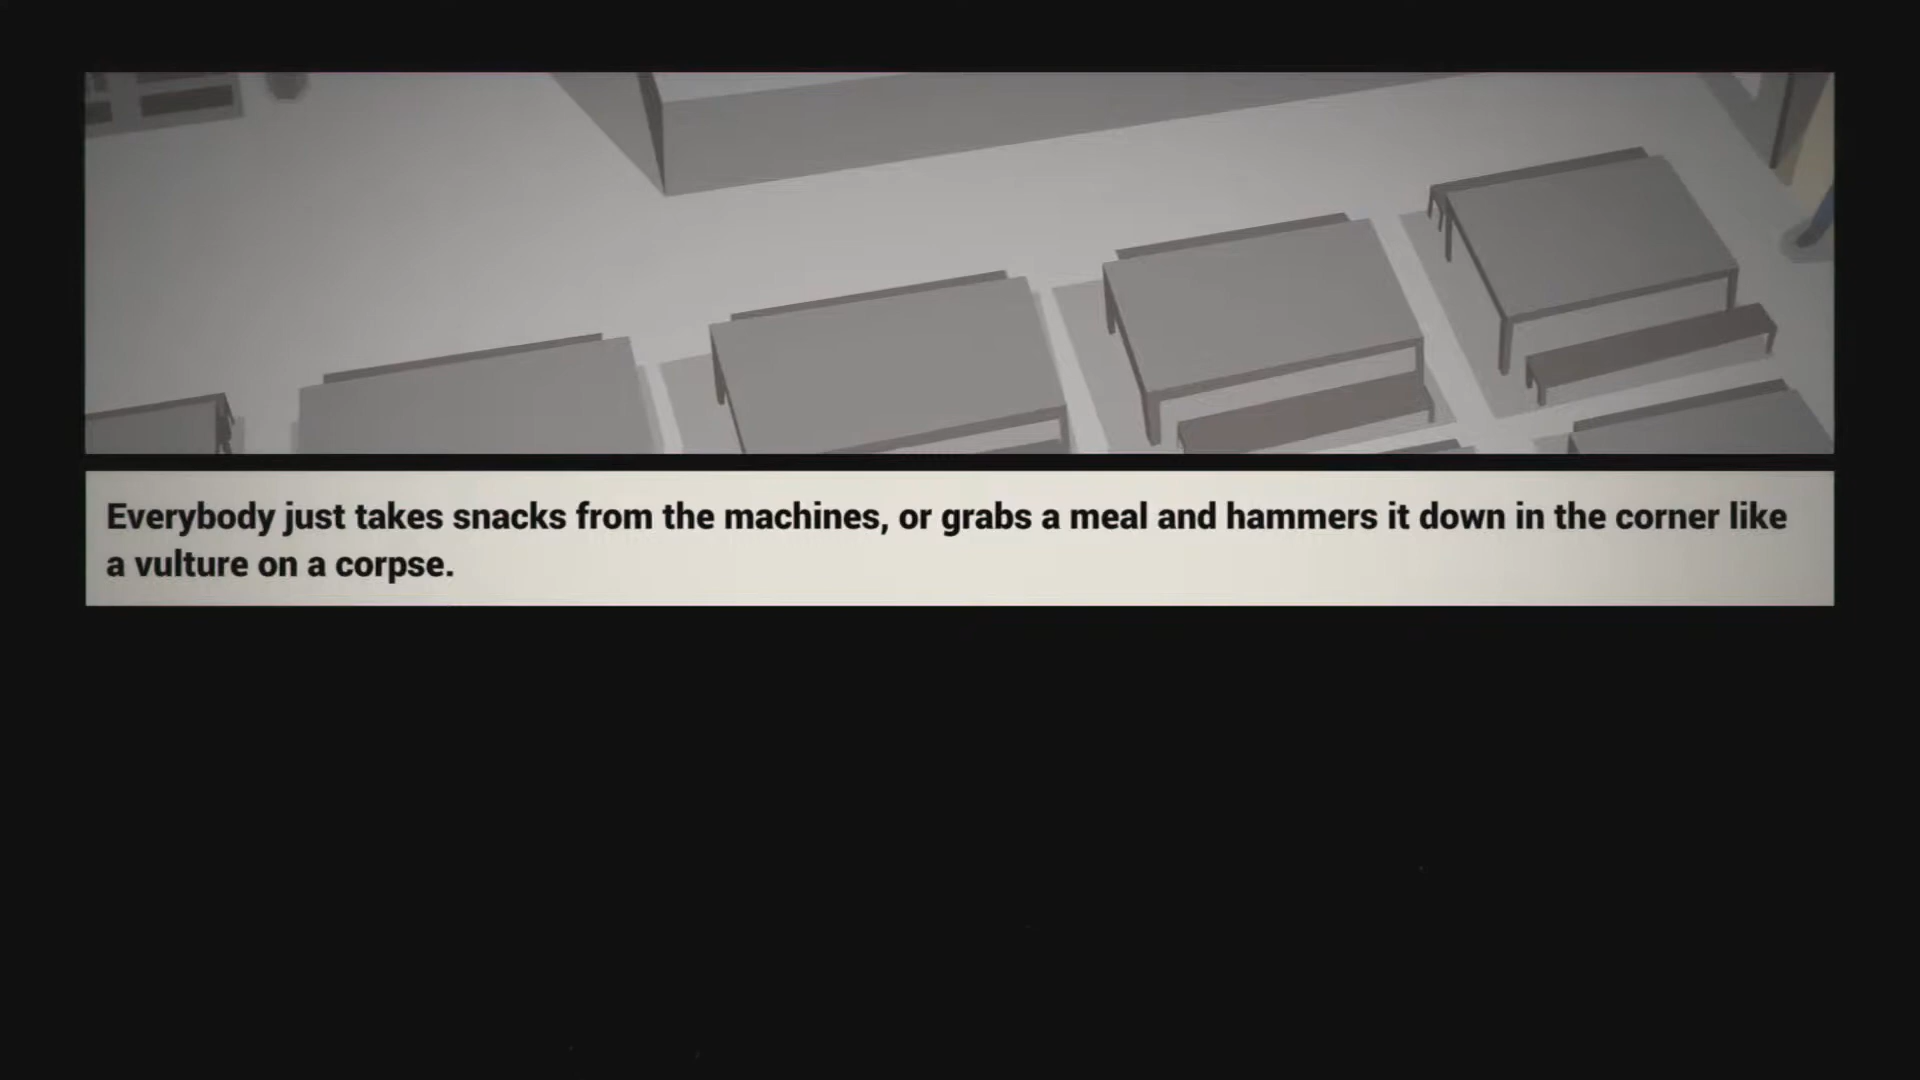 Everybody just takes snacks from the machines, or grabs a meal and hammers it down in the corner like
a vulture on a corpse.